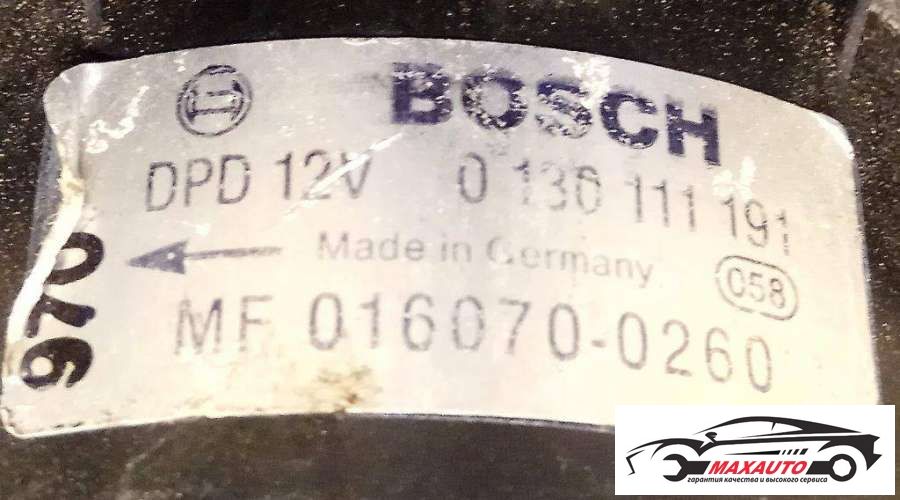 BOSCH
DPD 12V 0 130 111 191
Made in Germany
058
MF 016070-0260
970
MAXAUTO
гарантия качества и высокого сервиса